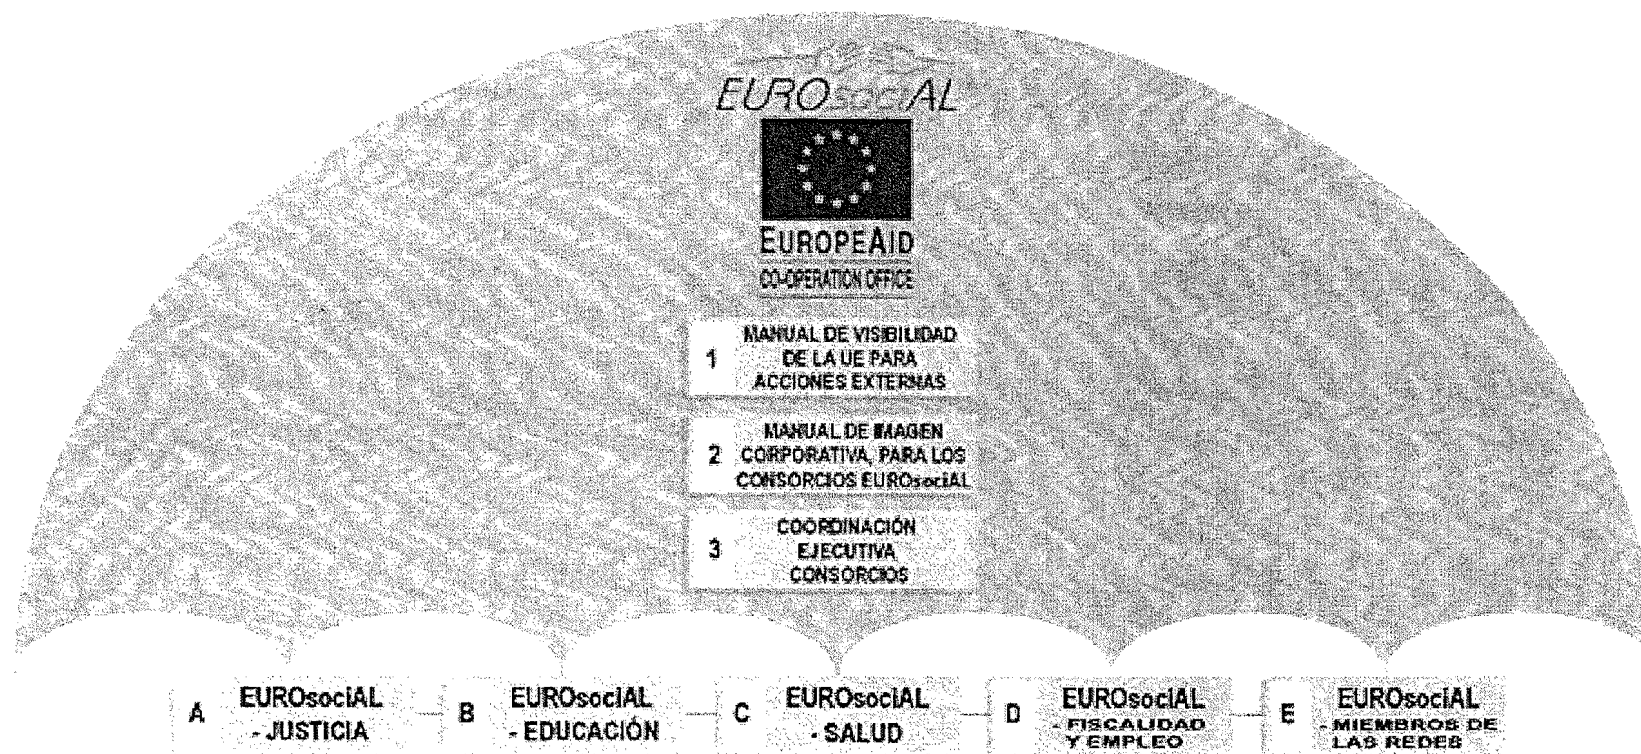 EUROsociAL
EUROPEAID
CO-OPERATION OFFICE
1
MANUAL DE VISIBILIDAD
DE LA UE PARA
ACCIONES EXTERNAS
2
MANUAL DE IMAGEN
CORPORATIVA, PARA LOS
CONSORCIOS EUROsociAL
3
COORDINACIÓN
EJECUTIVA
CONSORCIOS
A
EUROsociAL
- JUSTICIA
B
EUROsociAL
- EDUCACIÓN
C
EUROsociAL
- SALUD
D
EUROsociAL
- FISCALIDAD
Y EMPLEO
E
EUROsociAL
- MIEMBROS DE
LAS REDES